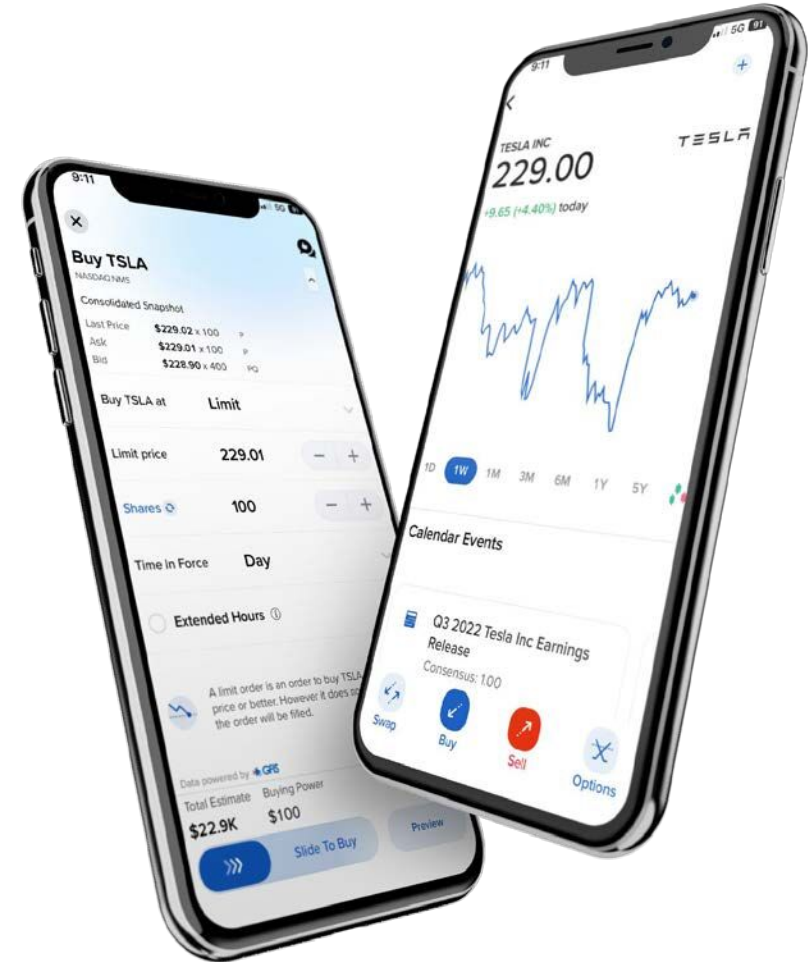 9:11
5G
Buy TSLA
NASDAQ NMS
Consolidated Snapshot
Last Price $229.02 x 100 P
Ask $229.01 x 100 P
Bid $228.90 x 400 PQ
Buy TSLA at Limit
Limit price 229.01 − +
Shares 100 − +
Time In Force Day
Extended Hours
A limit order is an order to buy TSLA
price or better. However it does
the order will be filled.
Data powered by
Total Estimate Buying Power
$22.9K $100
Slide To Buy
Preview
9:11
5G 91
TESLA INC
TESLA
229.00
+9.65 (+4.40%) today
1D 1W 1M 3M 6M 1Y 5Y
Calendar Events
Q3 2022 Tesla Inc Earnings
Release
Consensus: 1.00
Swap Buy Sell Options